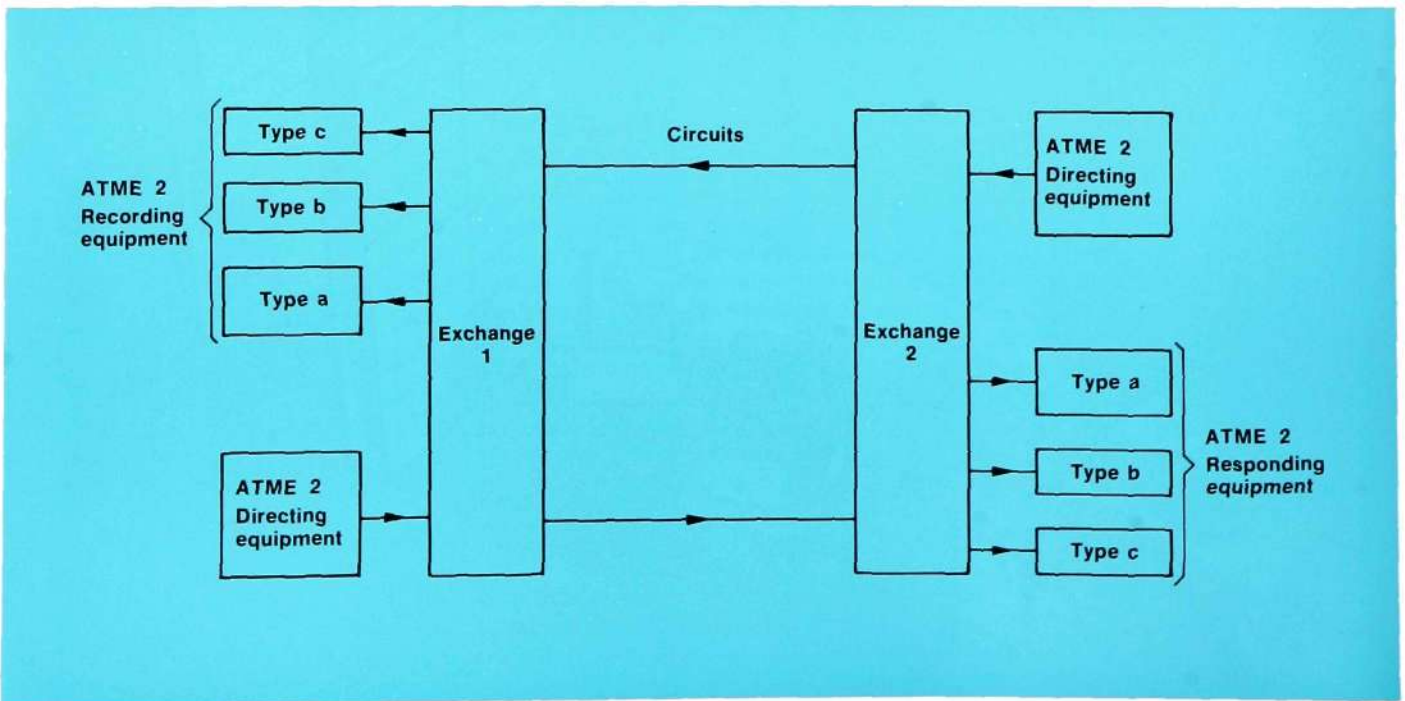 Type c
Type b
Type a
ATME 2
Recording
equipment
ATME 2
Directing
equipment
Exchange
1
Circuits
Exchange
2
ATME 2
Directing
equipment
Type a
Type b
Type c
ATME 2
Responding
equipment